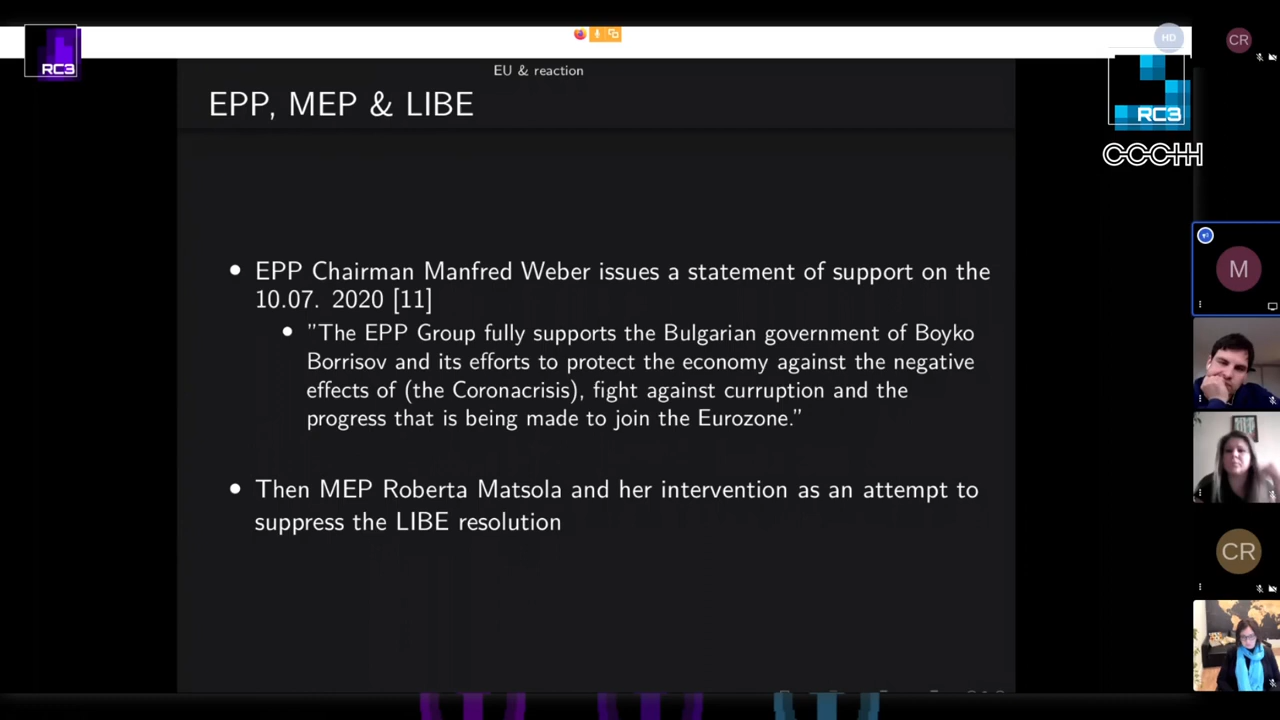 RC3
HD
CR
EU & reaction
EPP, MEP & LIBE
RC3
CCCHH
M
• EPP Chairman Manfred Weber issues a statement of support on the
10.07. 2020 [11]
• ”The EPP Group fully supports the Bulgarian government of Boyko
Borrisov and its efforts to protect the economy against the negative
effects of (the Coronacrisis), fight against curruption and the
progress that is being made to join the Eurozone.”
• Then MEP Roberta Matsola and her intervention as an attempt to
suppress the LIBE resolution
CR